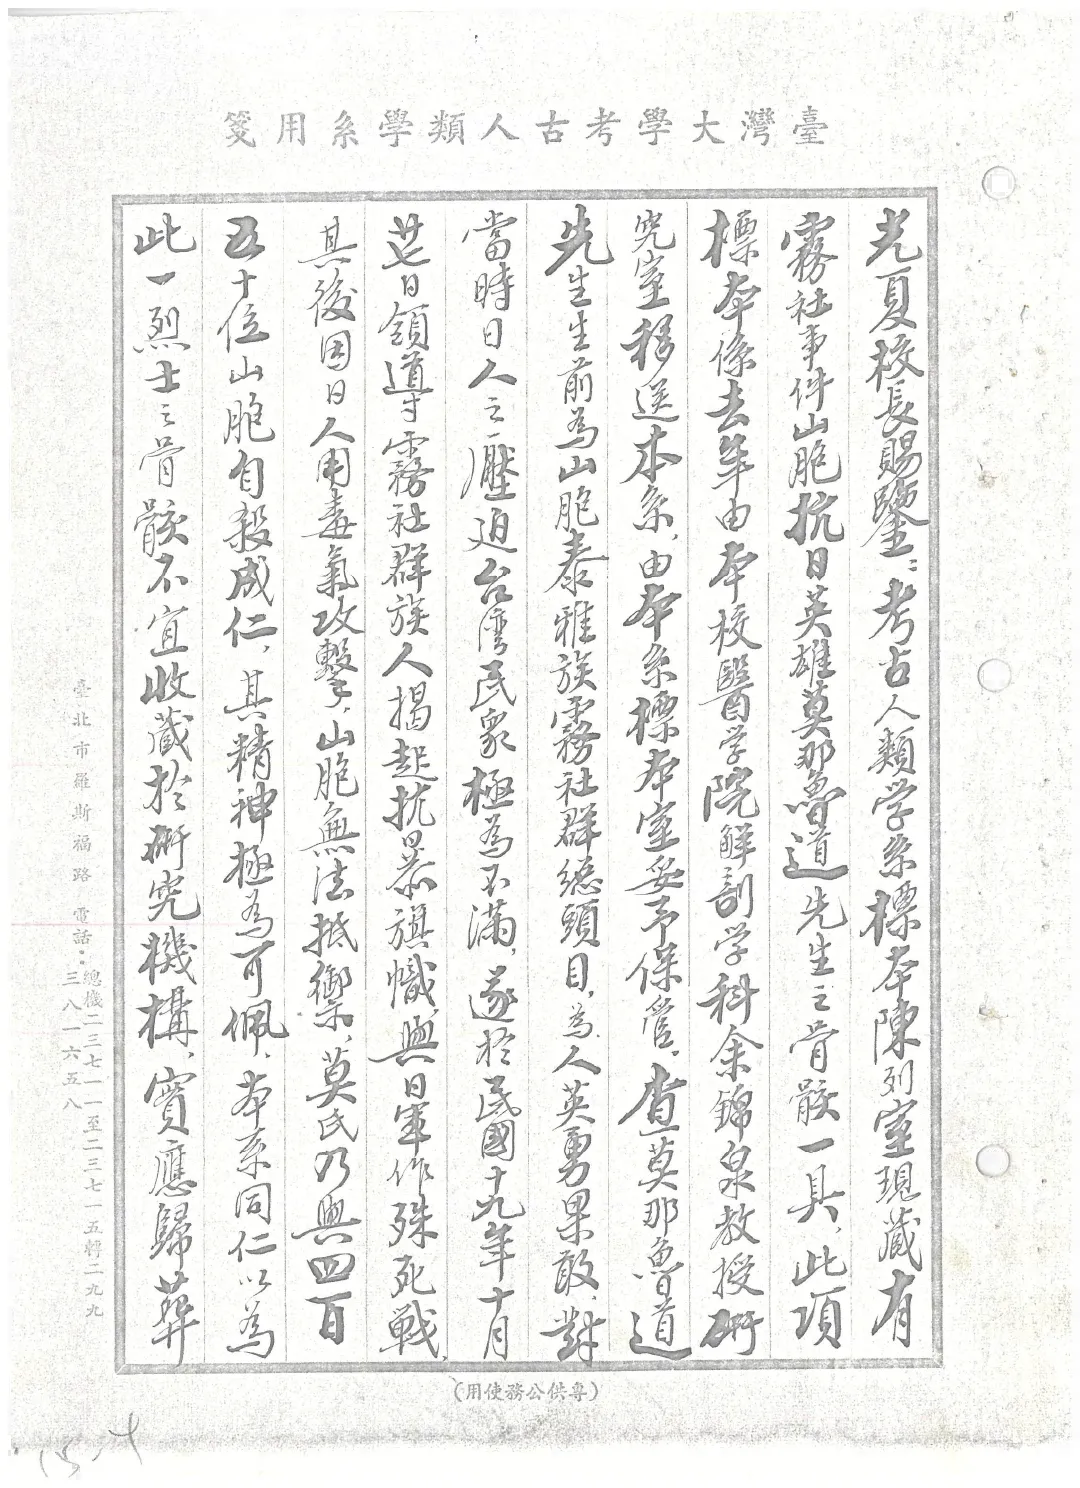 臺灣大學考古人類學系用箋
光夏校長賜鑒：考古人類学系標本陳列室現藏有
霧社事件山胞抗日英雄莫那魯道先生之骨骸一具，此項
標本係去年由本校醫学院解剖学科余錦泉教授研
究室移送本系，由本系標本室妥予保管，查莫那魯道
先生生前為山胞泰雅族霧社群總頭目，為人英勇果敢，對
當時日人之壓迫台湾民眾極為不滿，遂於民國十九年十月
廿七日領導霧社群族人揭起抗暴旗幟，與日軍作殊死戰，
其後因日人用毒氣攻擊，山胞無法抵禦，莫氏乃與四百
五十位山胞自殺成仁，其精神極為可佩，本系同仁以為
此一烈士之骨骸不宜收藏於研究機構，實應歸葬
臺北市羅斯福路 電話：總機二三七一一至二三七一五轉二九九
三八一六五八
（專供公務使用）